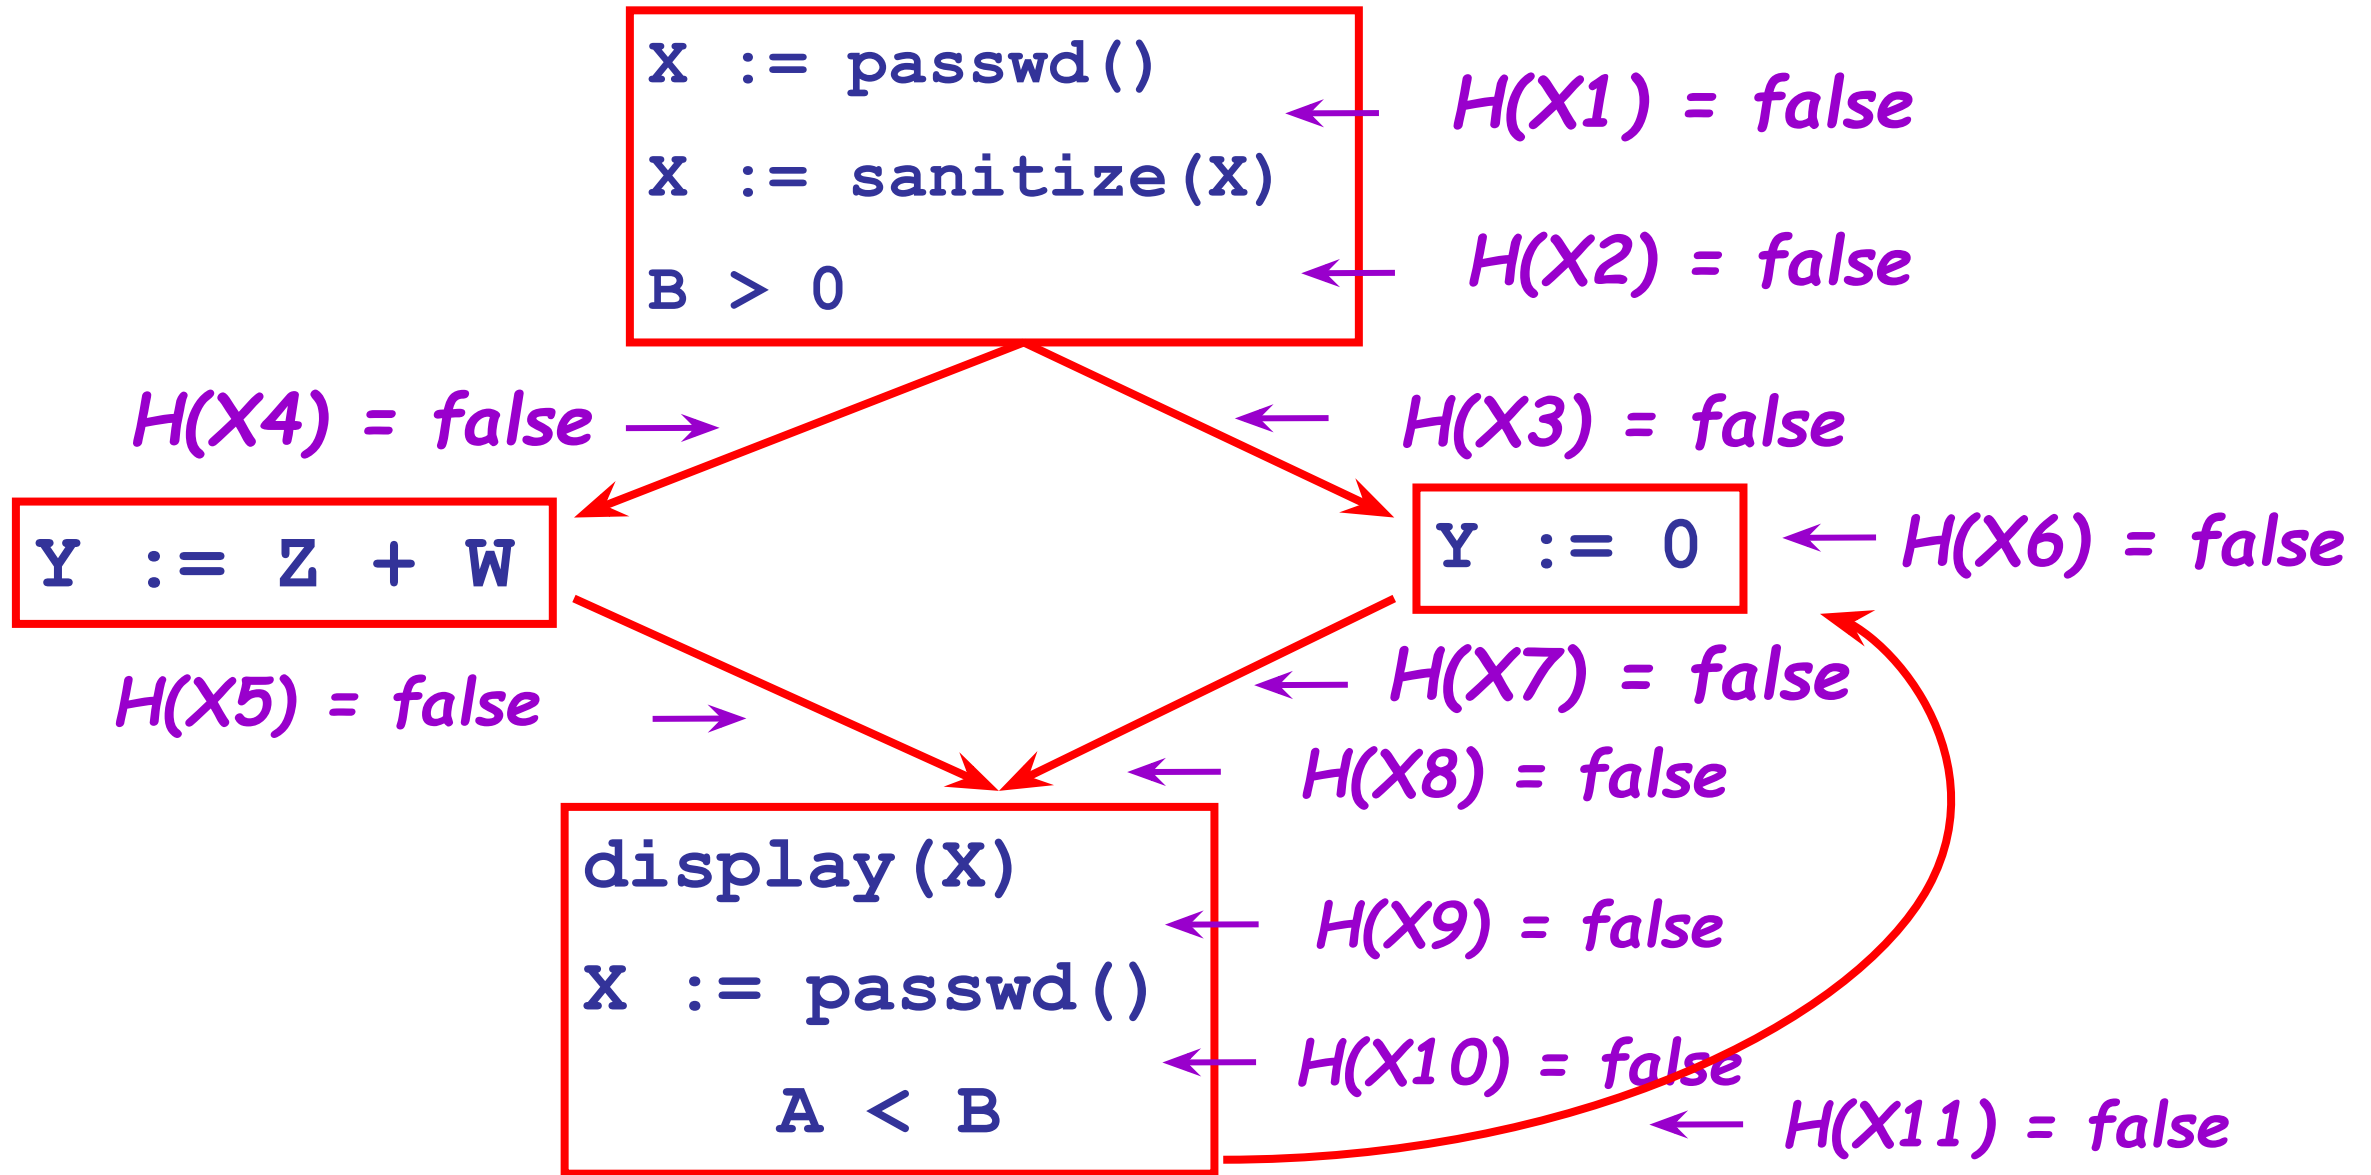 X := passwd()
H(X1) = false
X := sanitize(X)
H(X2) = false
B > 0
H(X4) = false
H(X3) = false
Y := Z + W
Y := 0
H(X6) = false
H(X5) = false
H(X7) = false
H(X8) = false
display(X)
H(X9) = false
X := passwd()
H(X10) = false
A < B
H(X11) = false